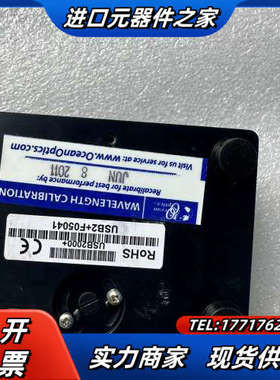 进口元器件之家
WAVELENGTH CALIBRATION
JUN 8 2011
Recalibrate for best performance by:
Visit us for service at:
www.OceanOptics.com
RoHS
USB2000+
USB2+F05041
CE
可开票
TEL:1771762
实力商家 现货供